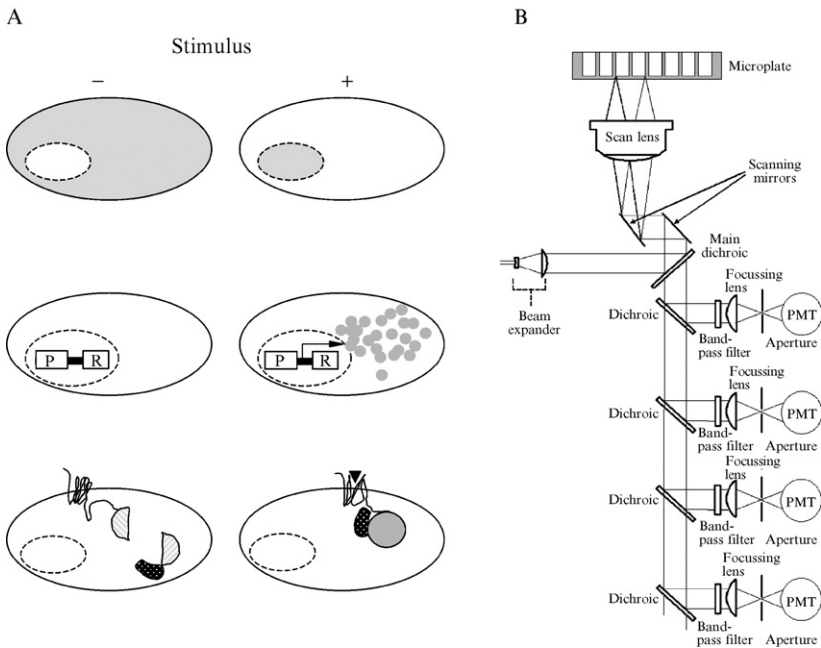 A
Stimulus
−
+
P
R
P
R
B
Microplate
Scan lens
Scanning
mirrors
Main
dichroic
Beam
expander
Dichroic
Band-
pass filter
Focussing
lens
Aperture
PMT
Dichroic
Band-
pass filter
Focussing
lens
Aperture
PMT
Dichroic
Band-
pass filter
Focussing
lens
Aperture
PMT
Dichroic
Band-
pass filter
Focussing
lens
Aperture
PMT